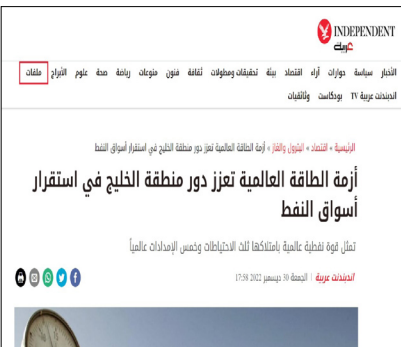 INDEPENDENT
عربية
الأخبار سياسة حوارات آراء اقتصاد بيئة تحقيقات ومطولات ثقافة فنون منوعات رياضة صحة علوم الأبراج ملفات
اندبندنت عربية TV بودكاست وثائقيات
الرئيسية » اقتصاد » البترول والغاز » أزمة الطاقة العالمية تعزز دور منطقة الخليج في استقرار أسواق النفط
أزمة الطاقة العالمية تعزز دور منطقة الخليج في استقرار
أسواق النفط
تمثل قوة نفطية عالمية بامتلاكها ثلث الاحتياطات وخمس الإمدادات عالمياً
اندبندنت عربية | الجمعة 30 ديسمبر 2022 17:58